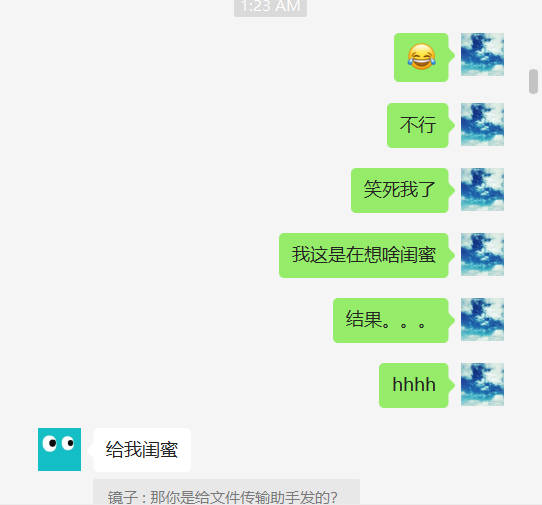 1:23 AM
😂
不行
笑死我了
我这是在想啥闺蜜
结果。。。
hhhh
给我闺蜜
镜子 : 那你是给文件传输助手发的?